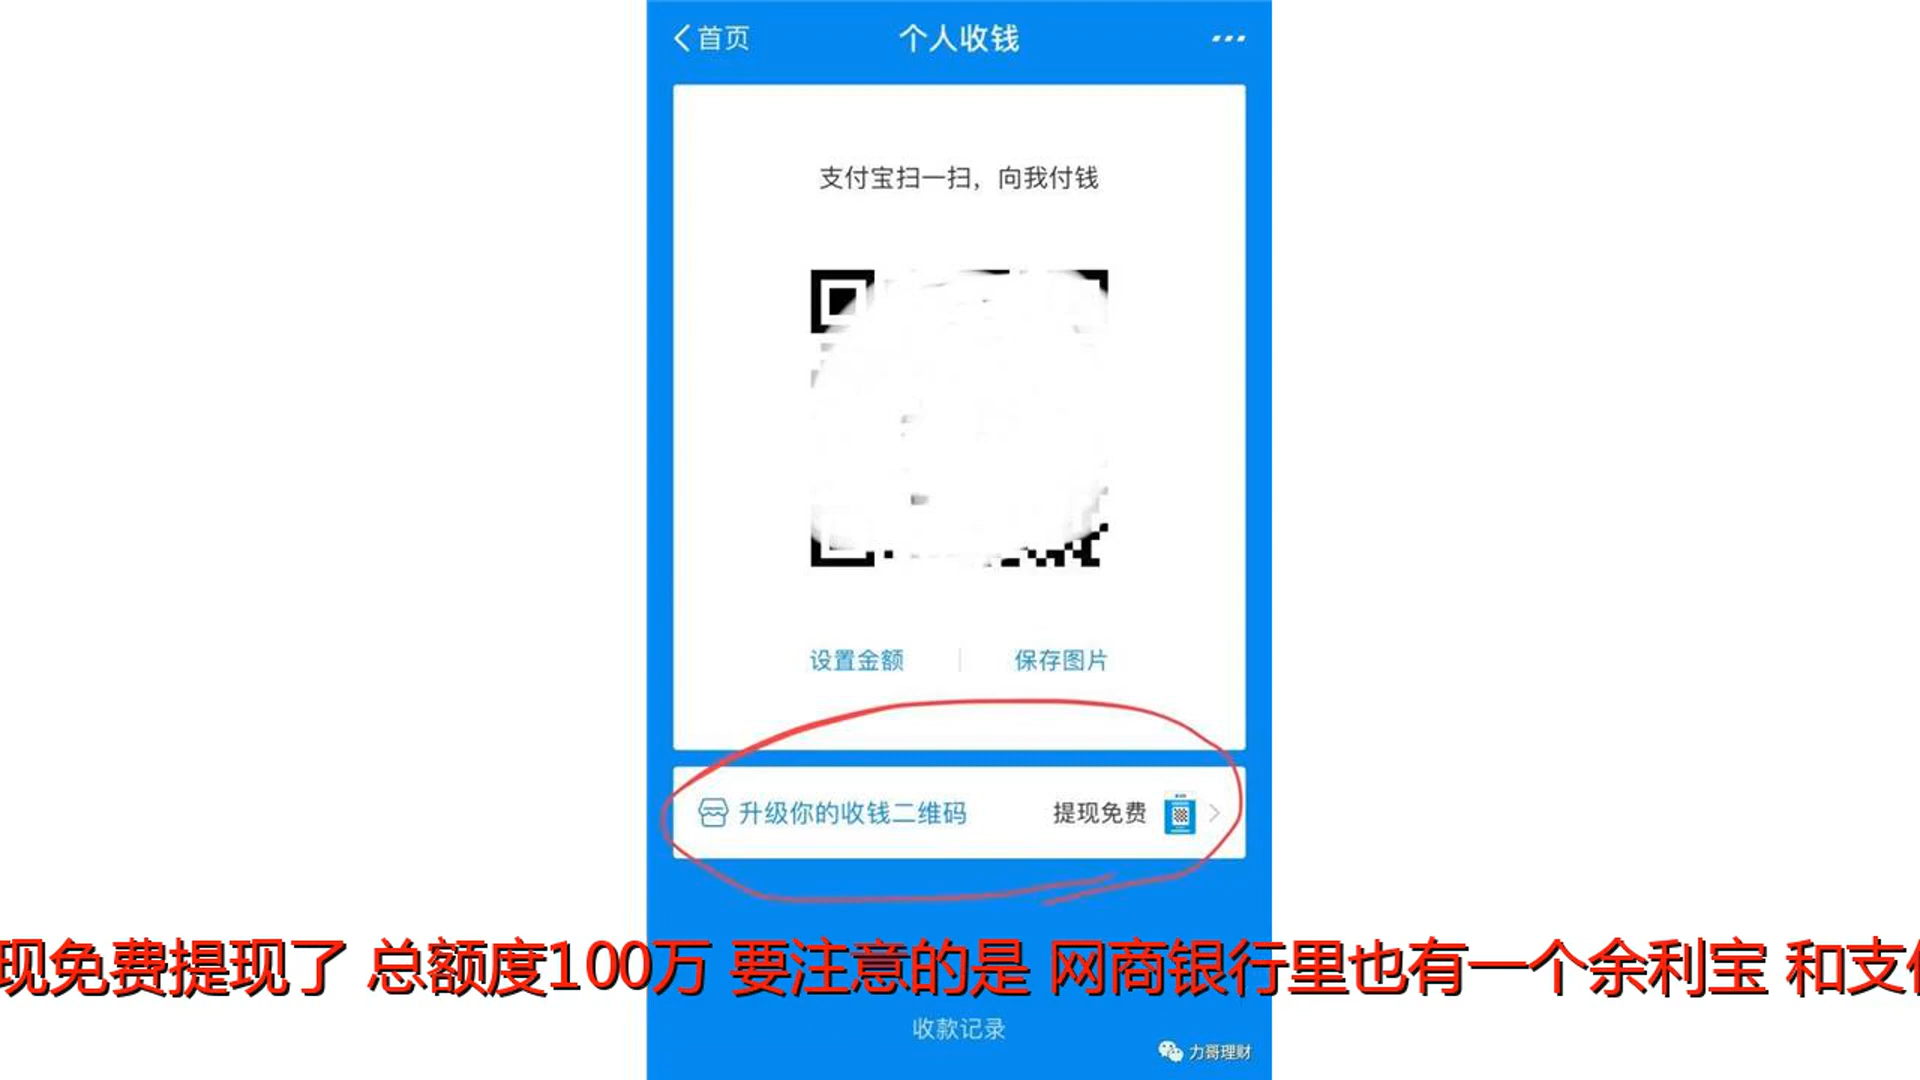 首页
个人收钱
支付宝扫一扫，向我付钱
设置金额
保存图片
升级你的收钱二维码
提现免费
现免费提现了 总额度100万 要注意的是 网商银行里也有一个余利宝 和支
收款记录
力哥理财